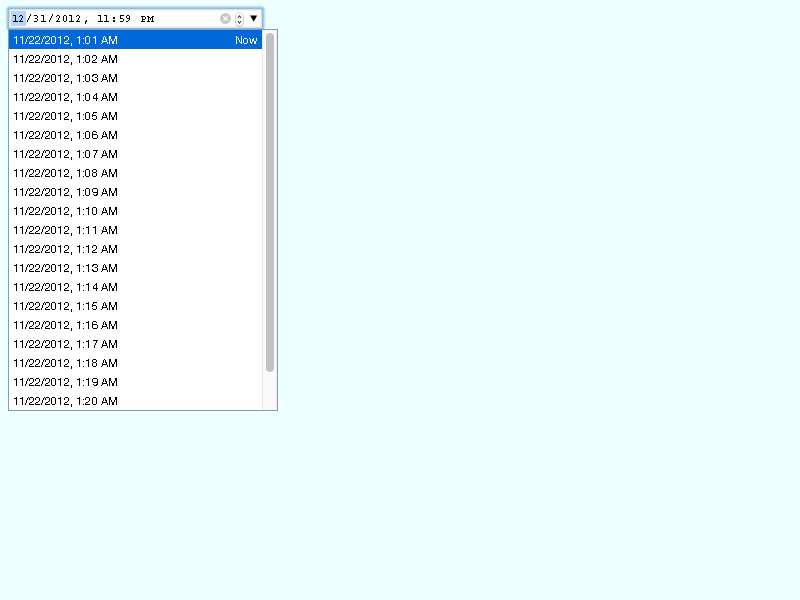 12/31/2012, 11:59 PM
11/22/2012, 1:01 AM Now
11/22/2012, 1:02 AM
11/22/2012, 1:03 AM
11/22/2012, 1:04 AM
11/22/2012, 1:05 AM
11/22/2012, 1:06 AM
11/22/2012, 1:07 AM
11/22/2012, 1:08 AM
11/22/2012, 1:09 AM
11/22/2012, 1:10 AM
11/22/2012, 1:11 AM
11/22/2012, 1:12 AM
11/22/2012, 1:13 AM
11/22/2012, 1:14 AM
11/22/2012, 1:15 AM
11/22/2012, 1:16 AM
11/22/2012, 1:17 AM
11/22/2012, 1:18 AM
11/22/2012, 1:19 AM
11/22/2012, 1:20 AM